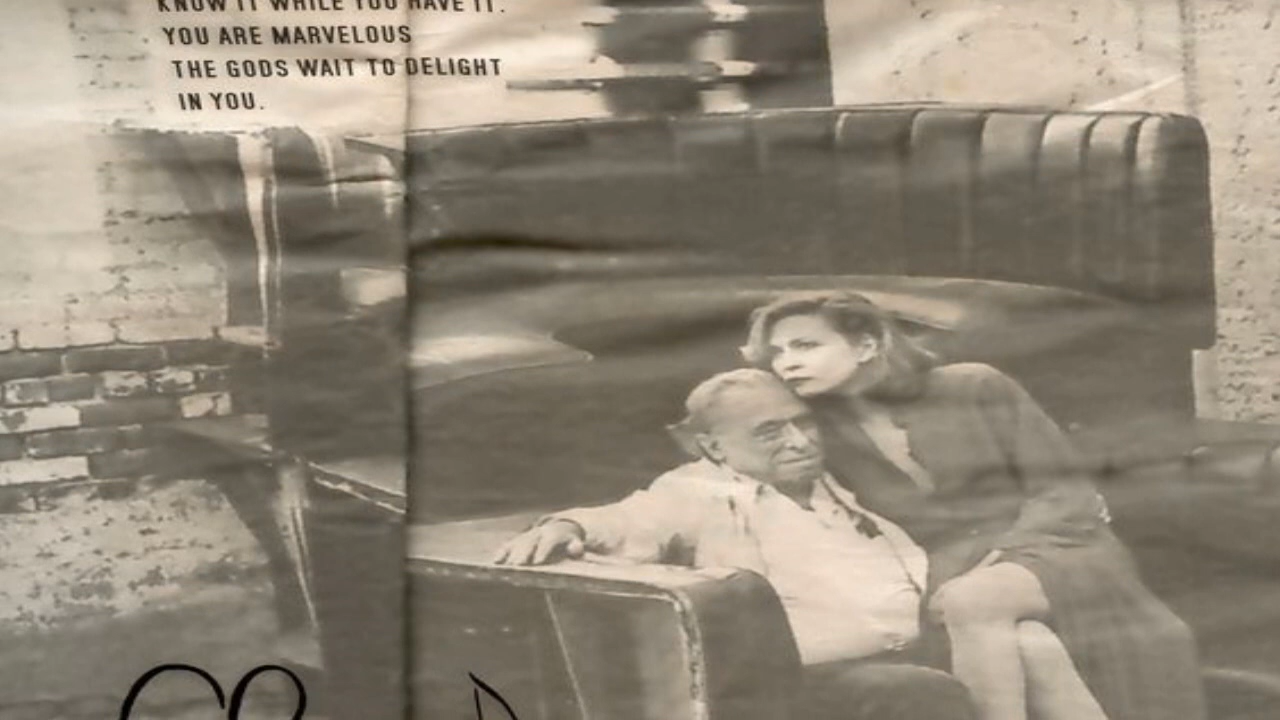 KNOW IT WHILE YOU HAVE IT.
YOU ARE MARVELOUS
THE GODS WAIT TO DELIGHT
IN YOU.